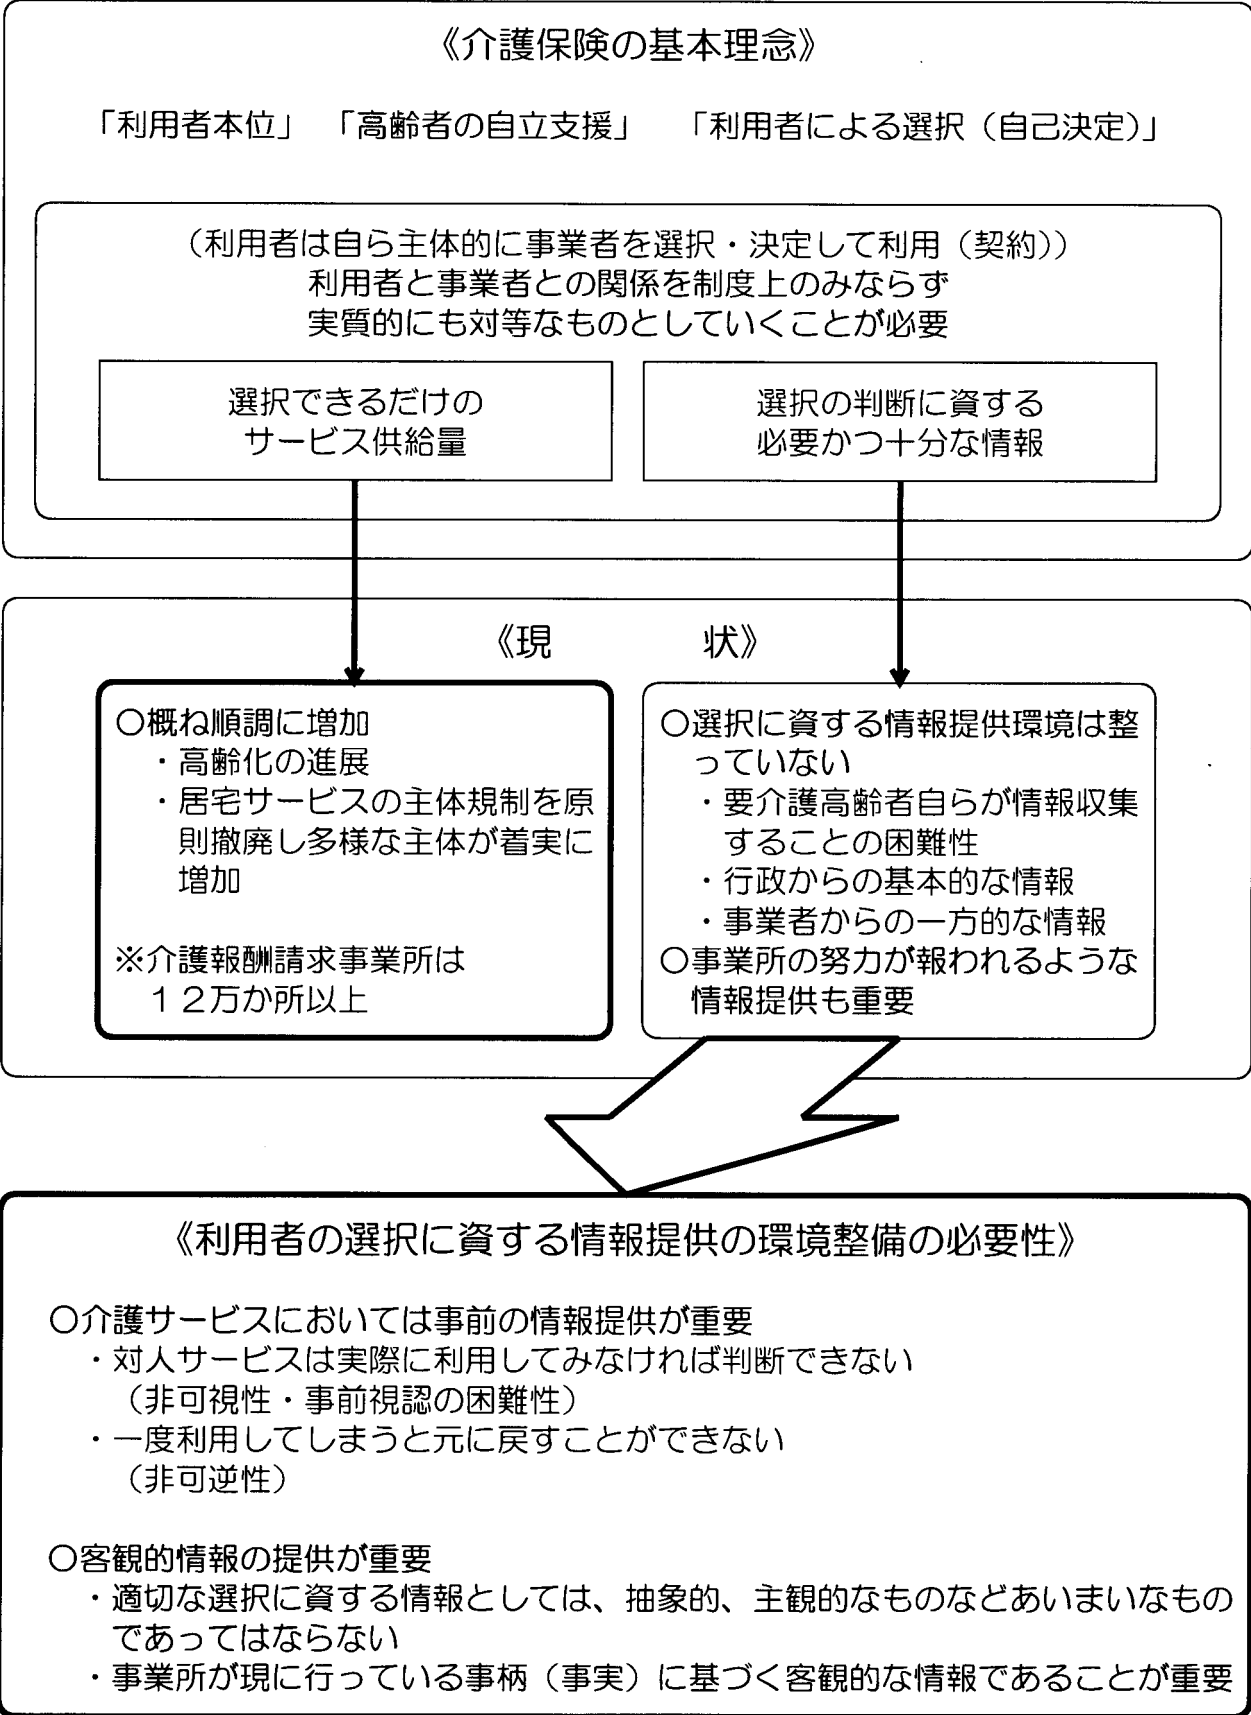 《介護保険の基本理念》
「利用者本位」 「高齢者の自立支援」 「利用者による選択（自己決定）」
（利用者は自ら主体的に事業者を選択・決定して利用（契約））
利用者と事業者との関係を制度上のみならず
実質的にも対等なものとしていくことが必要
選択できるだけの
サービス供給量
選択の判断に資する
必要かつ十分な情報
《現 状》
○概ね順調に増加
・高齢化の進展
・居宅サービスの主体規制を原
則撤廃し多様な主体が着実に
増加
※介護報酬請求事業所は
１２万か所以上
○選択に資する情報提供環境は整
っていない
・要介護高齢者自らが情報収集
することの困難性
・行政からの基本的な情報
・事業者からの一方的な情報
○事業所の努力が報われるような
情報提供も重要
《利用者の選択に資する情報提供の環境整備の必要性》
○介護サービスにおいては事前の情報提供が重要
・対人サービスは実際に利用してみなければ判断できない
（非可視性・事前視認の困難性）
・一度利用してしまうと元に戻すことができない
（非可逆性）
○客観的情報の提供が重要
・適切な選択に資する情報としては、抽象的、主観的なものなどあいまいなもの
であってはならない
・事業所が現に行っている事柄（事実）に基づく客観的な情報であることが重要